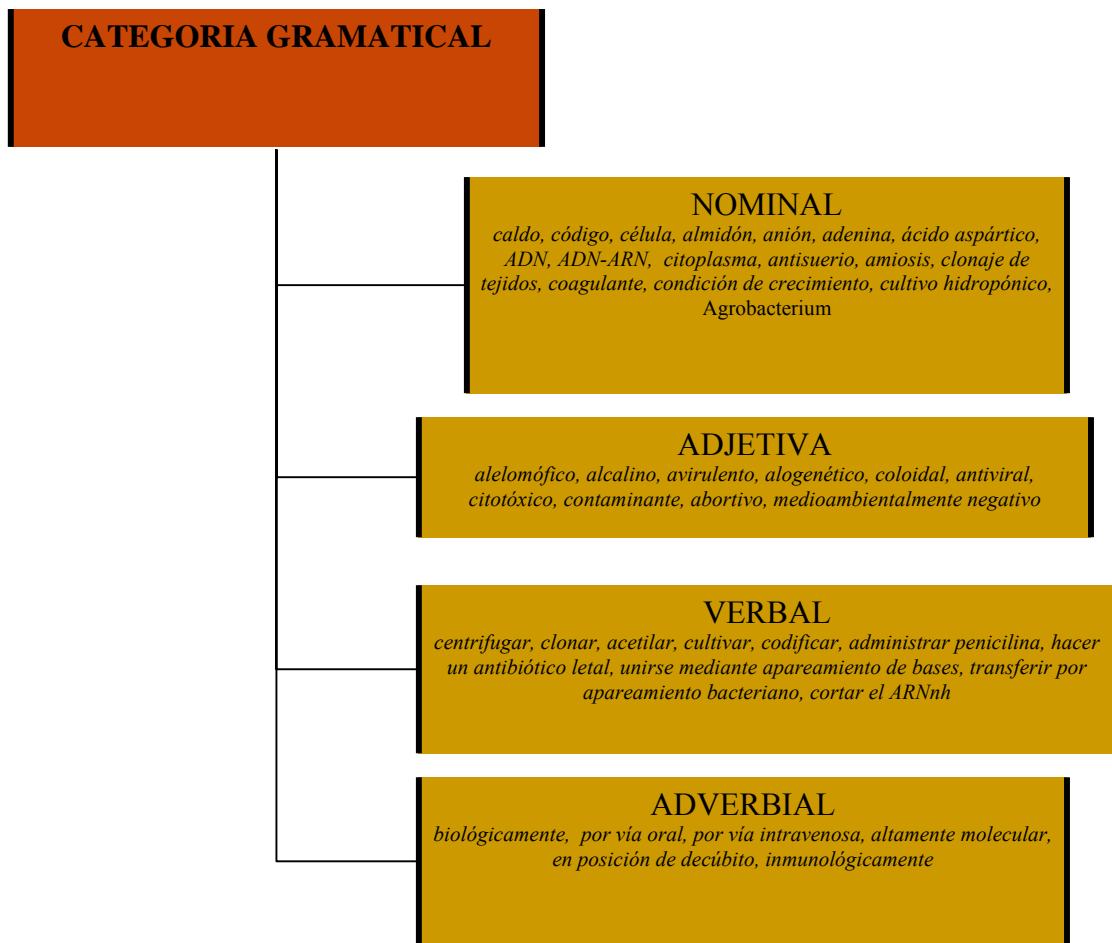 CATEGORIA GRAMATICAL
NOMINAL
caldo, código, célula, almidón, anión, adenina, ácido aspártico,
ADN, ADN-ARN, citoplasma, antisuerio, amiosis, clonaje de
tejidos, coagulante, condición de crecimiento, cultivo hidropónico,
Agrobacterium
ADJETIVA
alelomófico, alcalino, avirulento, alogenético, coloidal, antiviral,
citotóxico, contaminante, abortivo, medioambientalmente negativo
VERBAL
centrifugar, clonar, acetilar, cultivar, codificar, administrar penicilina, hacer
un antibiótico letal, unirse mediante apareamiento de bases, transferir por
apareamiento bacteriano, cortar el ARNnh
ADVERBIAL
biológicamente, por vía oral, por vía intravenosa, altamente molecular,
en posición de decúbito, inmunológicamente